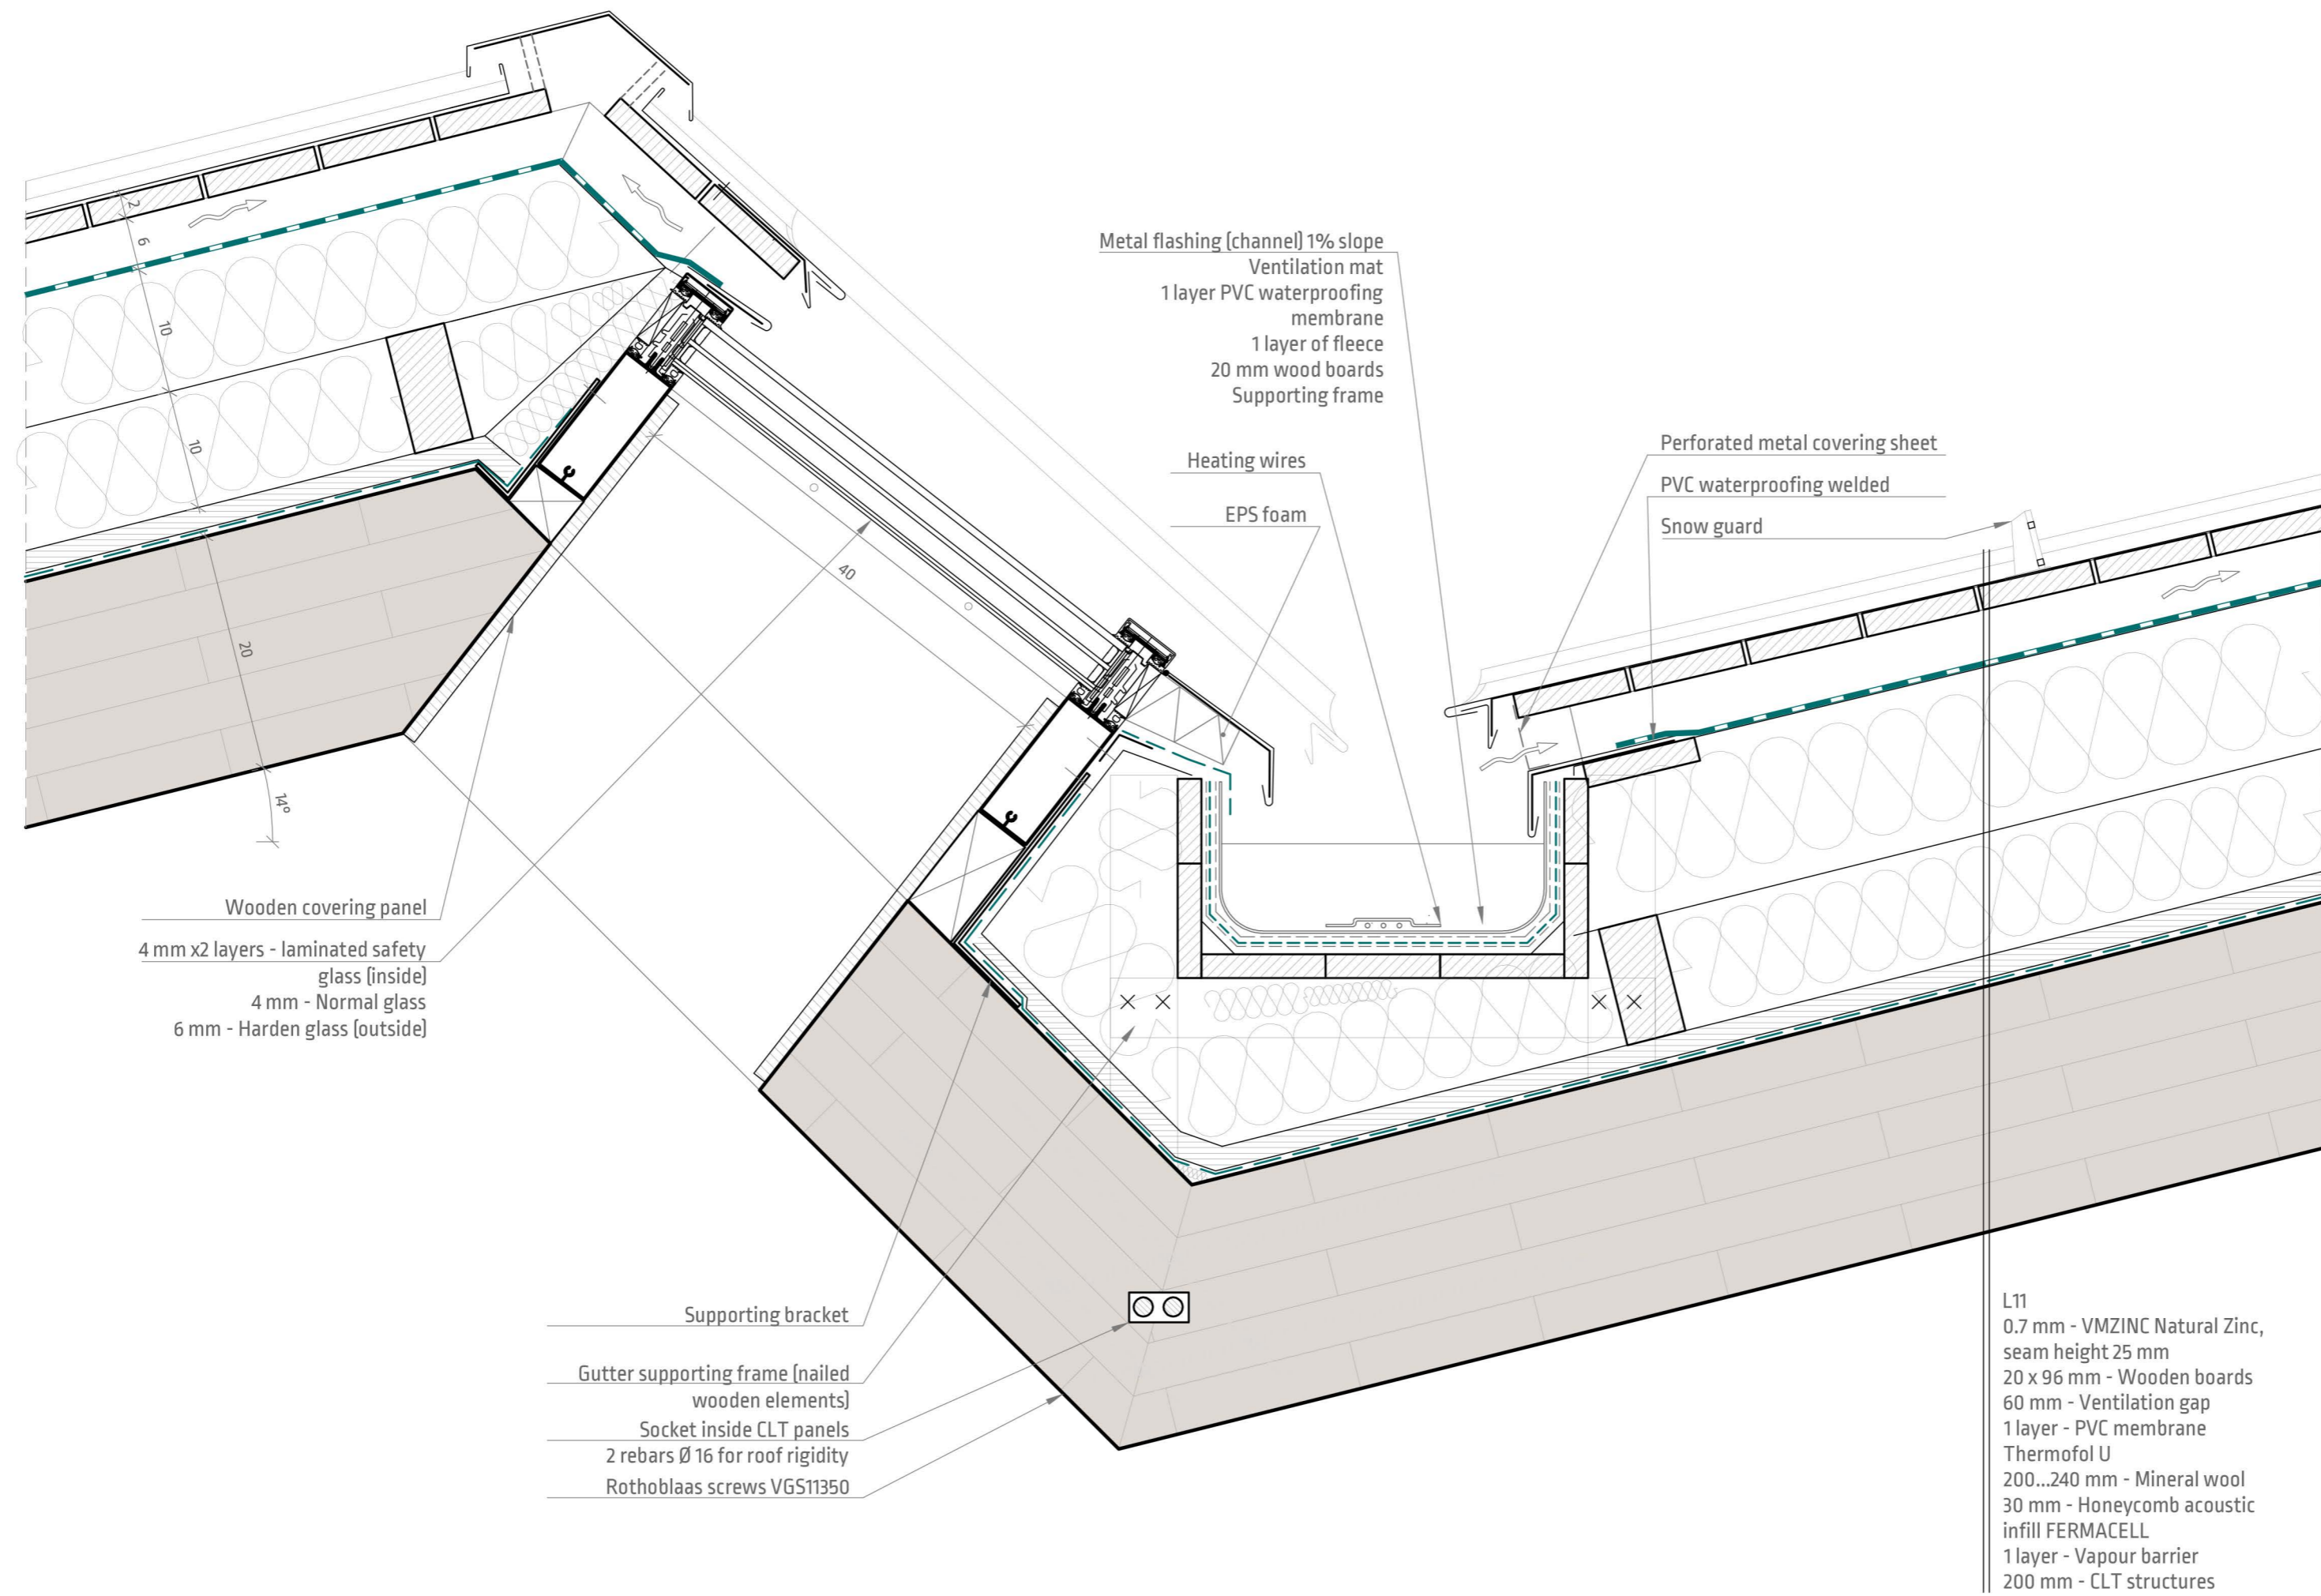 2
6
10
10
20
14º
40
Metal flashing (channel) 1% slope
Ventilation mat
1 layer PVC waterproofing
membrane
1 layer of fleece
20 mm wood boards
Supporting frame
Heating wires
EPS foam
Perforated metal covering sheet
PVC waterproofing welded
Snow guard
Wooden covering panel
4 mm x2 layers - laminated safety
glass (inside)
4 mm - Normal glass
6 mm - Harden glass (outside)
Supporting bracket
Gutter supporting frame (nailed
wooden elements)
Socket inside CLT panels
2 rebars Ø 16 for roof rigidity
Rothoblaas screws VGS11350
L11
0.7 mm - VMZINC Natural Zinc,
seam height 25 mm
20 x 96 mm - Wooden boards
60 mm - Ventilation gap
1 layer - PVC membrane
Thermofol U
200...240 mm - Mineral wool
30 mm - Honeycomb acoustic
infill FERMACELL
1 layer - Vapour barrier
200 mm - CLT structures